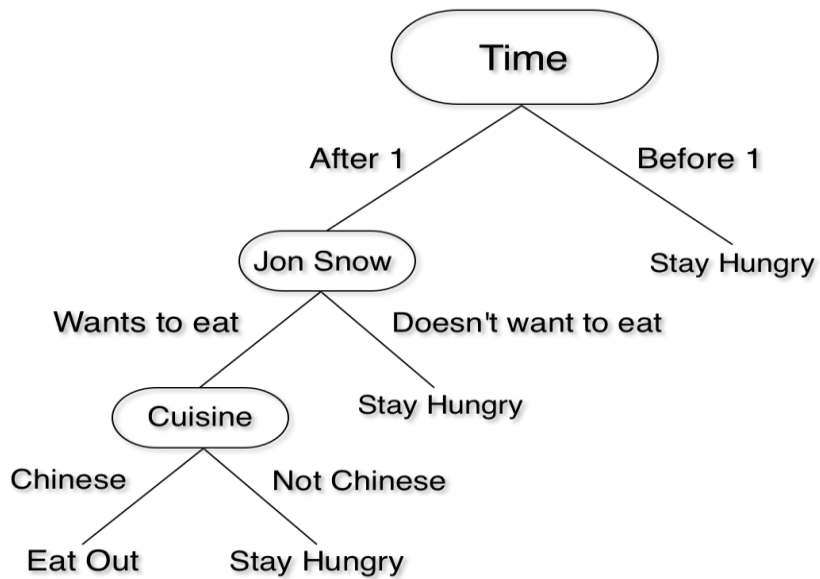 Time
After 1
Before 1
Jon Snow
Stay Hungry
Wants to eat
Doesn't want to eat
Cuisine
Stay Hungry
Chinese
Not Chinese
Eat Out
Stay Hungry